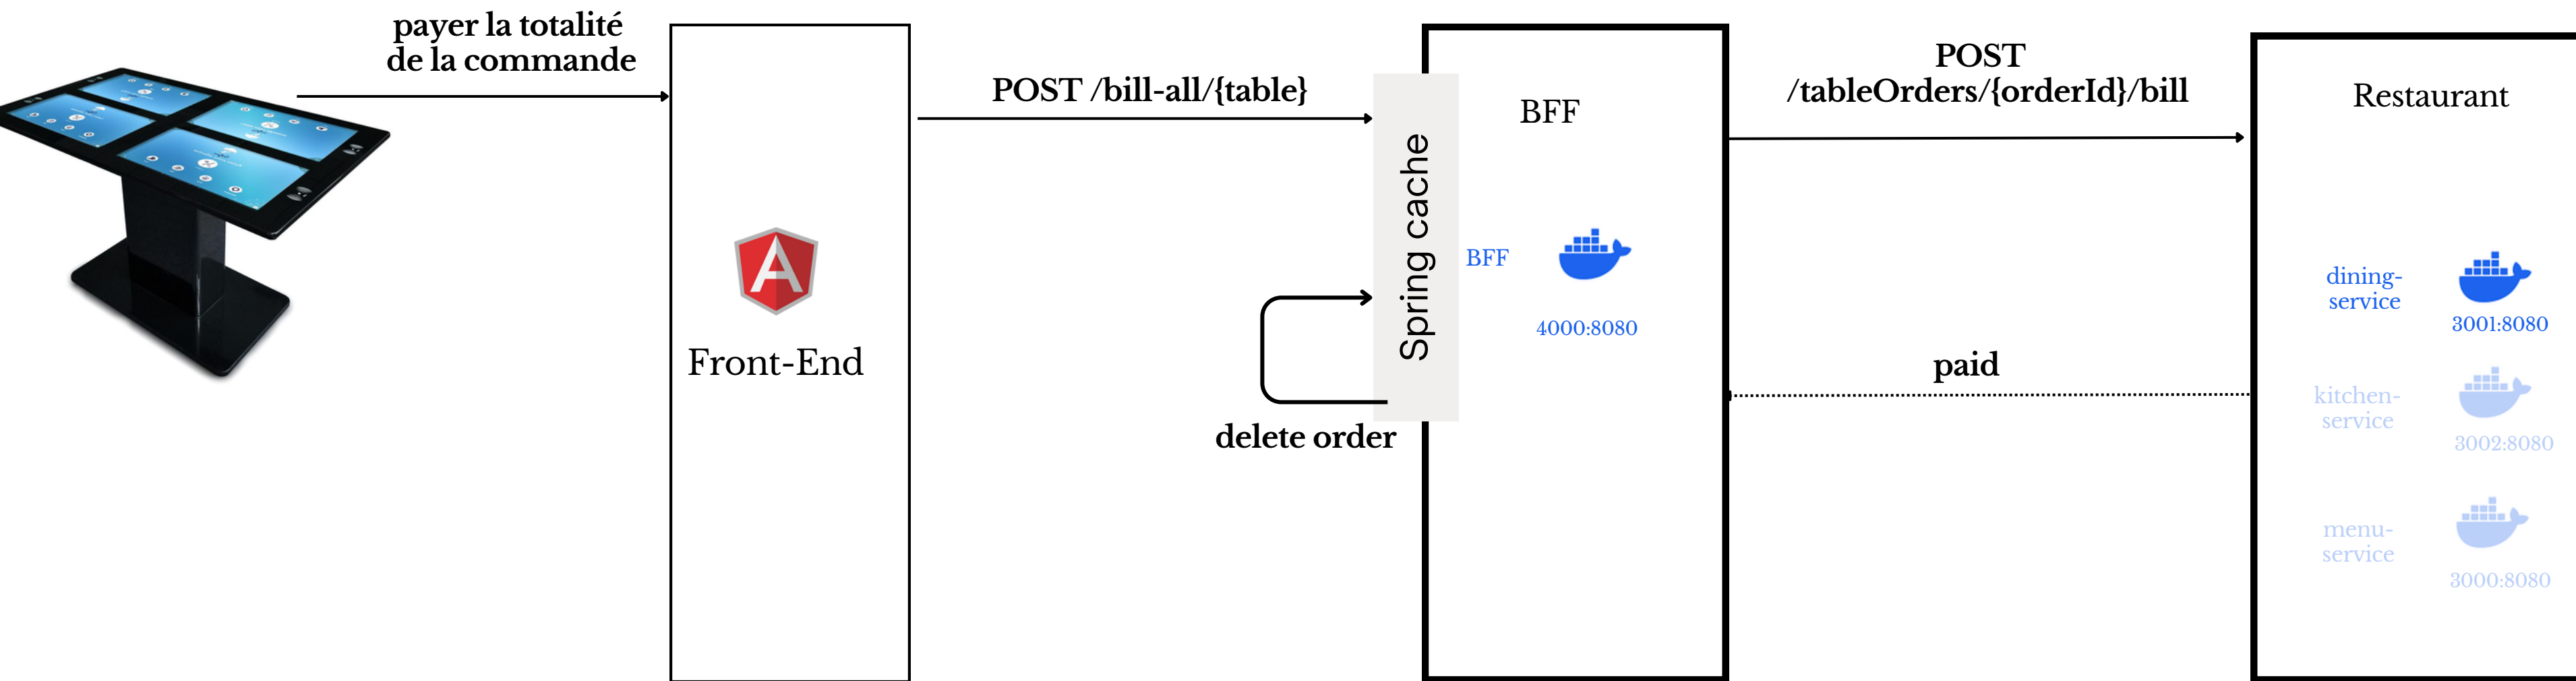 payer la totalité
de la commande
Front-End
POST /bill-all/{table}
Spring cache
delete order
BFF
BFF
4000:8080
POST
/tableOrders/{orderId}/bill
paid
Restaurant
dining-
service
3001:8080
kitchen-
service
3002:8080
menu-
service
3000:8080